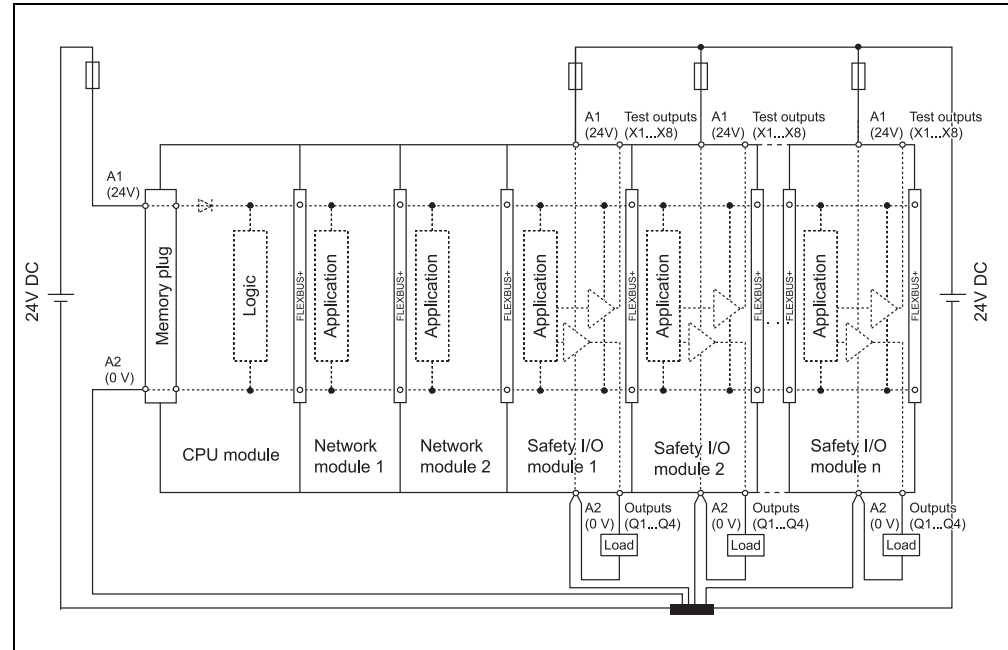 A1 Test outputs
(24V) (X1...X8)
A1 Test outputs
(24V) (X1...X8)
A1 Test outputs
(24V) (X1...X8)
A1
(24V)
24V DC
Memory plug
Logic
FLEXBUS+
Application
FLEXBUS+
Application
FLEXBUS+
Application
FLEXBUS+
Application
FLEXBUS+
FLEXBUS+
Application
FLEXBUS+
24V DC
A2
(0 V)
CPU module
Network
module 1
Network
module 2
Safety I/O
module 1
Safety I/O
module 2
Safety I/O
module n
A2 Outputs
(0 V) (Q1...Q4)
Load
A2 Outputs
(0 V) (Q1...Q4)
Load
A2 Outputs
(0 V) (Q1...Q4)
Load